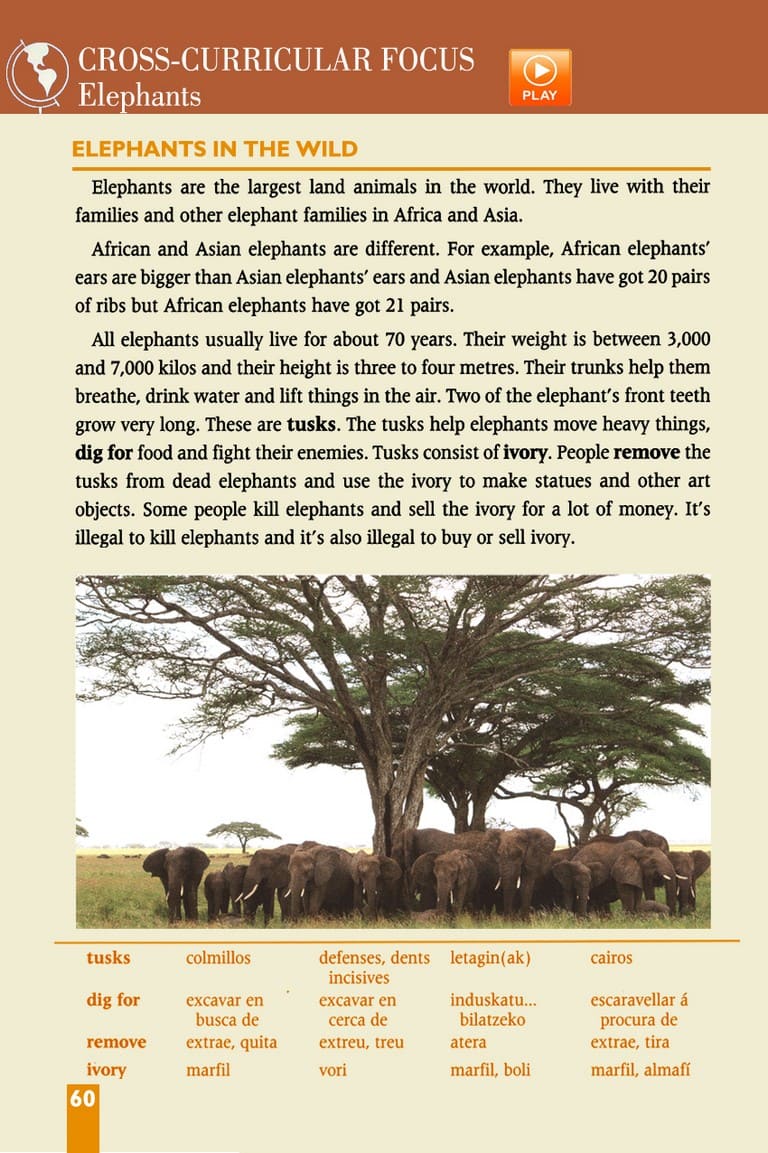 CROSS-CURRICULAR FOCUS
Elephants
PLAY
ELEPHANTS IN THE WILD
Elephants are the largest land animals in the world. They live with their
families and other elephant families in Africa and Asia.
African and Asian elephants are different. For example, African elephants'
ears are bigger than Asian elephants' ears and Asian elephants have got 20 pairs
of ribs but African elephants have got 21 pairs.
All elephants usually live for about 70 years. Their weight is between 3,000
and 7,000 kilos and their height is three to four metres. Their trunks help them
breathe, drink water and lift things in the air. Two of the elephant's front teeth
grow very long. These are tusks. The tusks help elephants move heavy things,
dig for food and fight their enemies. Tusks consist of ivory. People remove the
tusks from dead elephants and use the ivory to make statues and other art
objects. Some people kill elephants and sell the ivory for a lot of money. It's
illegal to kill elephants and it's also illegal to buy or sell ivory.
tusks colmillos defenses, dents letagin(ak) cairos
incisives
dig for excavar en excavar en induskatu... escaravellar á
busca de cerca de bilatzeko procura de
remove extrae, quita extreu, treu atera extrae, tira
ivory marfil vori marfil, boli marfil, almafí
60